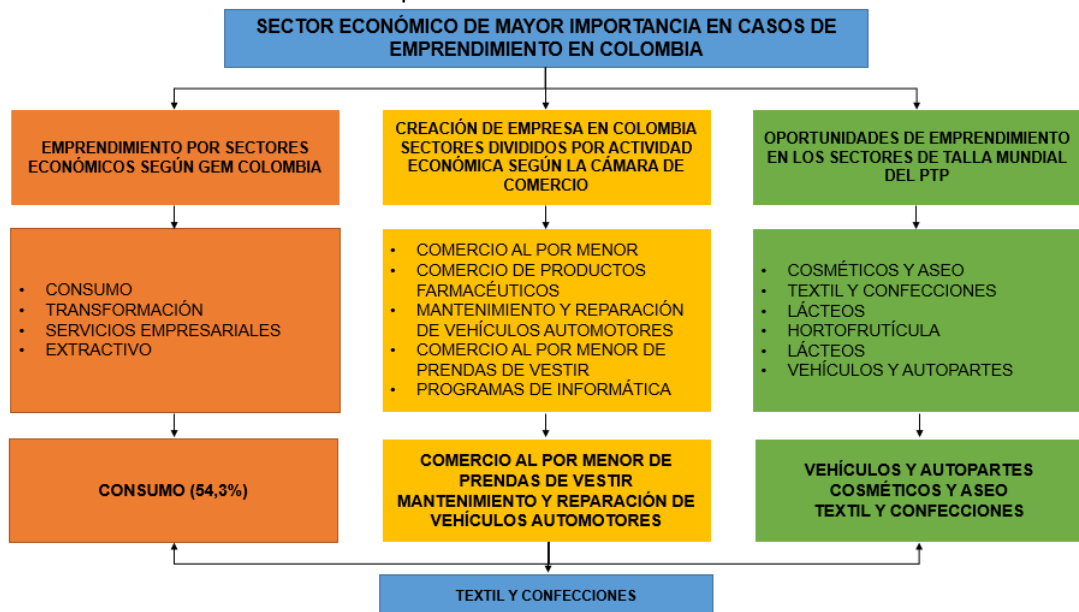 SECTOR ECONÓMICO DE MAYOR IMPORTANCIA EN CASOS DE
EMPRENDIMIENTO EN COLOMBIA
EMPRENDIMIENTO POR SECTORES
ECONÓMICOS SEGÚN GEM COLOMBIA
CREACIÓN DE EMPRESA EN COLOMBIA
SECTORES DIVIDIDOS POR ACTIVIDAD
ECONÓMICA SEGÚN LA CÁMARA DE
COMERCIO
OPORTUNIDADES DE EMPRENDIMIENTO
EN LOS SECTORES DE TALLA MUNDIAL
DEL PTP
• CONSUMO
• TRANSFORMACIÓN
• SERVICIOS EMPRESARIALES
• EXTRACTIVO
• COMERCIO AL POR MENOR
• COMERCIO DE PRODUCTOS
FARMACÉUTICOS
• MANTENIMIENTO Y REPARACIÓN
DE VEHÍCULOS AUTOMOTORES
• COMERCIO AL POR MENOR DE
PRENDAS DE VESTIR
• PROGRAMAS DE INFORMÁTICA
• COSMÉTICOS Y ASEO
• TEXTIL Y CONFECCIONES
• LÁCTEOS
• HORTOFRUTÍCULA
• LÁCTEOS
• VEHÍCULOS Y AUTOPARTES
CONSUMO (54,3%)
COMERCIO AL POR MENOR DE
PRENDAS DE VESTIR
MANTENIMIENTO Y REPARACIÓN DE
VEHÍCULOS AUTOMOTORES
VEHÍCULOS Y AUTOPARTES
COSMÉTICOS Y ASEO
TEXTIL Y CONFECCIONES
TEXTIL Y CONFECCIONES